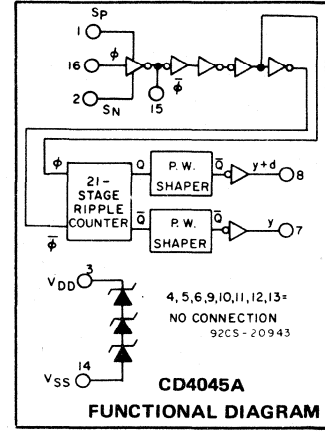 Sp
1
16
φ
2
SN
15
φ̅
φ
φ̅
21-
STAGE
RIPPLE
COUNTER
Q
P. W.
SHAPER
Q̅
y+d
8
Q̅
P. W.
SHAPER
Q̅
y
7
VDD
3
14
VSS
4, 5, 6, 9, 10, 11, 12, 13=
NO CONNECTION
92CS-20943
CD4045A
FUNCTIONAL DIAGRAM